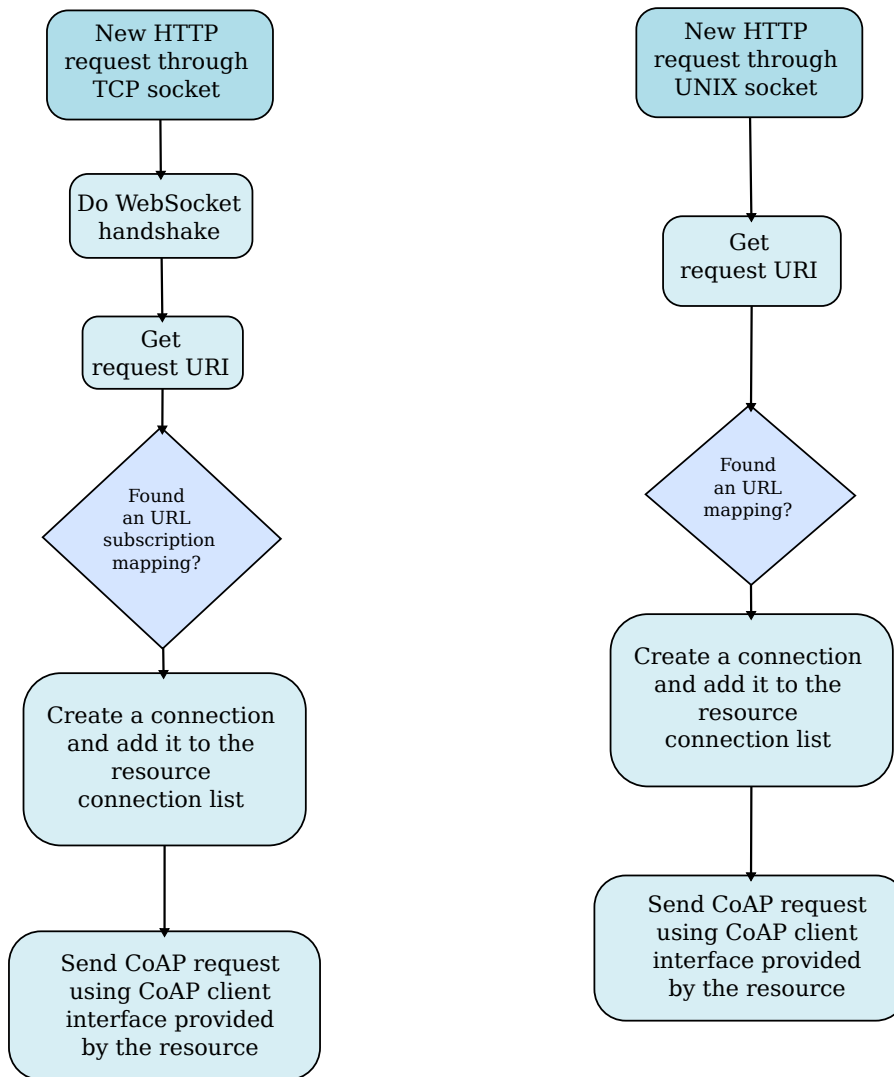 New HTTP
request through
TCP socket
Do WebSocket
handshake
Get
request URI
Found
an URL
subscription
mapping?
Create a connection
and add it to the
resource
connection list
Send CoAP request
using CoAP client
interface provided
by the resource
New HTTP
request through
UNIX socket
Get
request URI
Found
an URL
mapping?
Create a connection
and add it to the
resource
connection list
Send CoAP request
using CoAP client
interface provided
by the resource